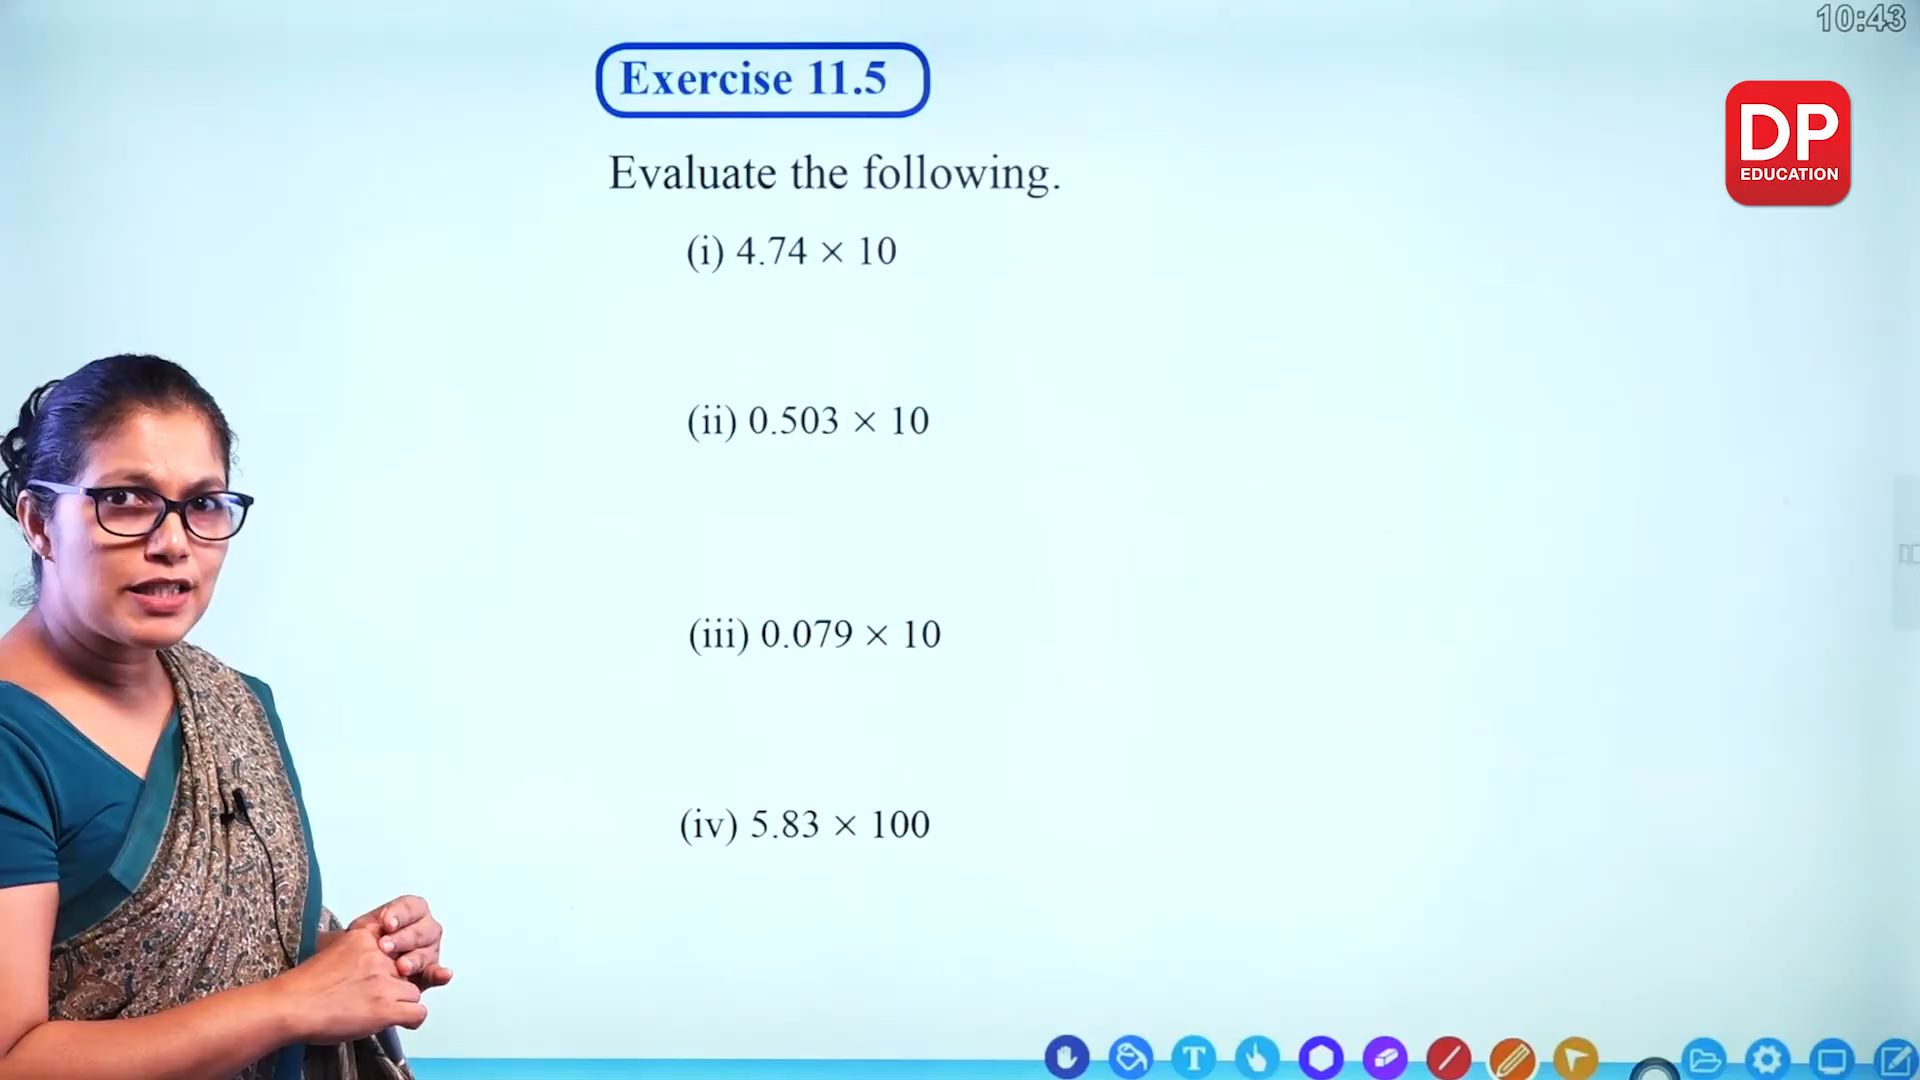 10:43
Exercise 11.5
DP
EDUCATION
Evaluate the following.
(i) 4.74 × 10
(ii) 0.503 × 10
(iii) 0.079 × 10
(iv) 5.83 × 100
T